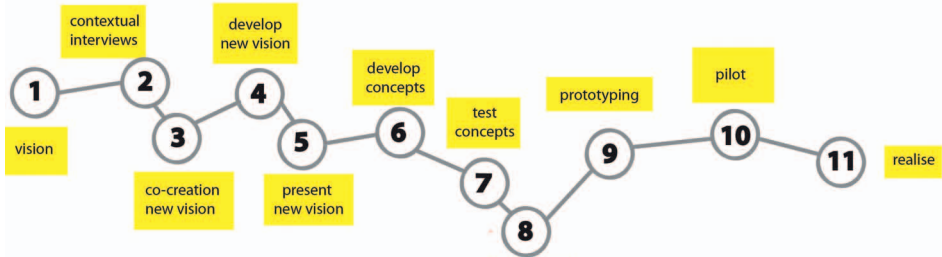 1
vision
2
contextual
interviews
3
co-creation
new vision
4
develop
new vision
5
present
new vision
6
develop
concepts
7
test
concepts
8
9
prototyping
10
pilot
11
realise